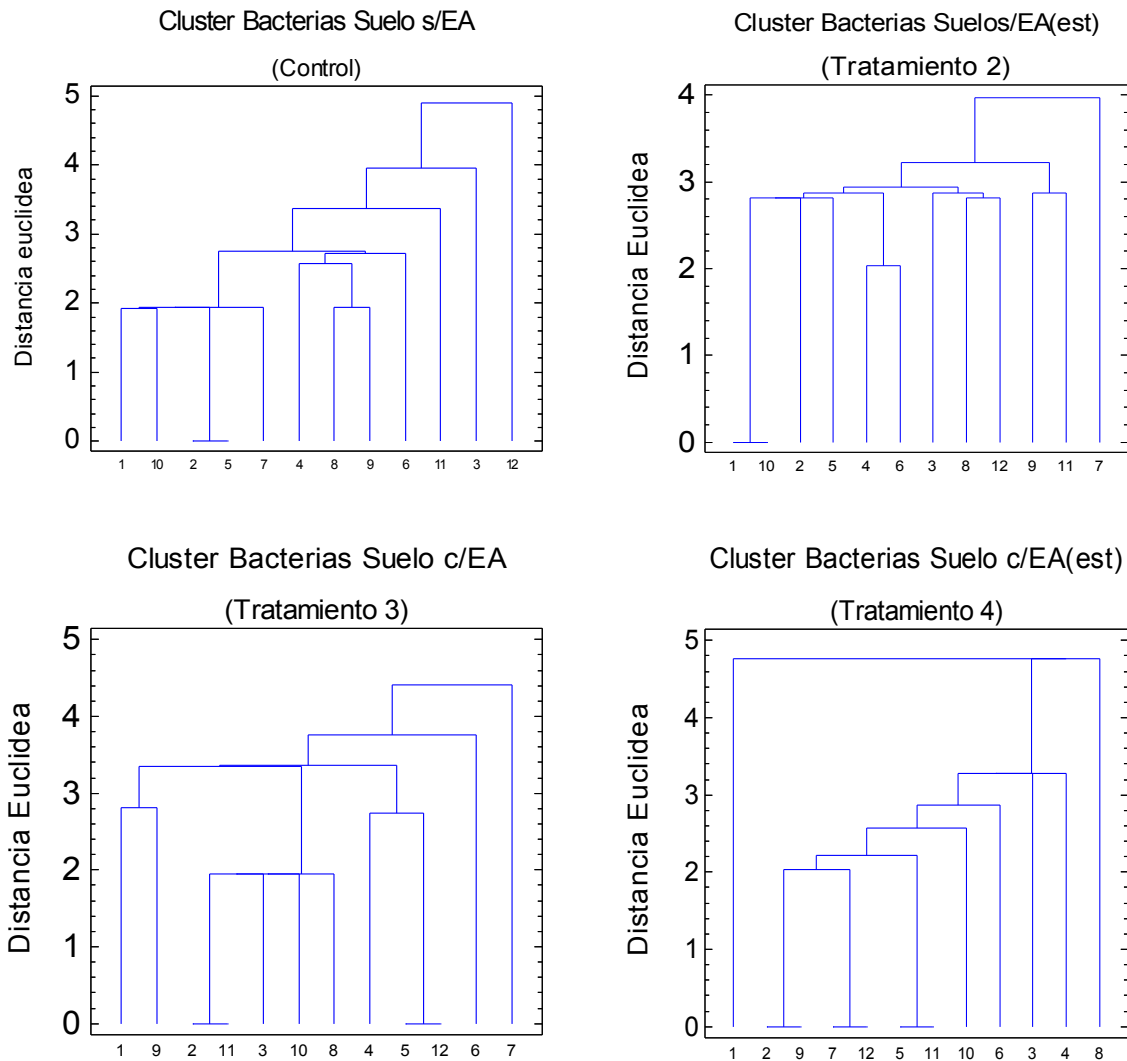 Cluster Bacterias Suelo s/EA
(Control)
Distancia euclidea
5
4
3
2
1
0
1 10 2 5 7 4 8 9 6 11 3 12
Cluster Bacterias Suelos/EA(est)
(Tratamiento 2)
Distancia Euclidea
4
3
2
1
0
1 10 2 5 4 6 3 8 12 9 11 7
Cluster Bacterias Suelo c/EA
(Tratamiento 3)
Distancia Euclidea
5
4
3
2
1
0
1 9 2 11 3 10 8 4 5 12 6 7
Cluster Bacterias Suelo c/EA(est)
(Tratamiento 4)
Distancia Euclidea
5
4
3
2
1
0
1 2 9 7 12 5 11 10 6 3 4 8